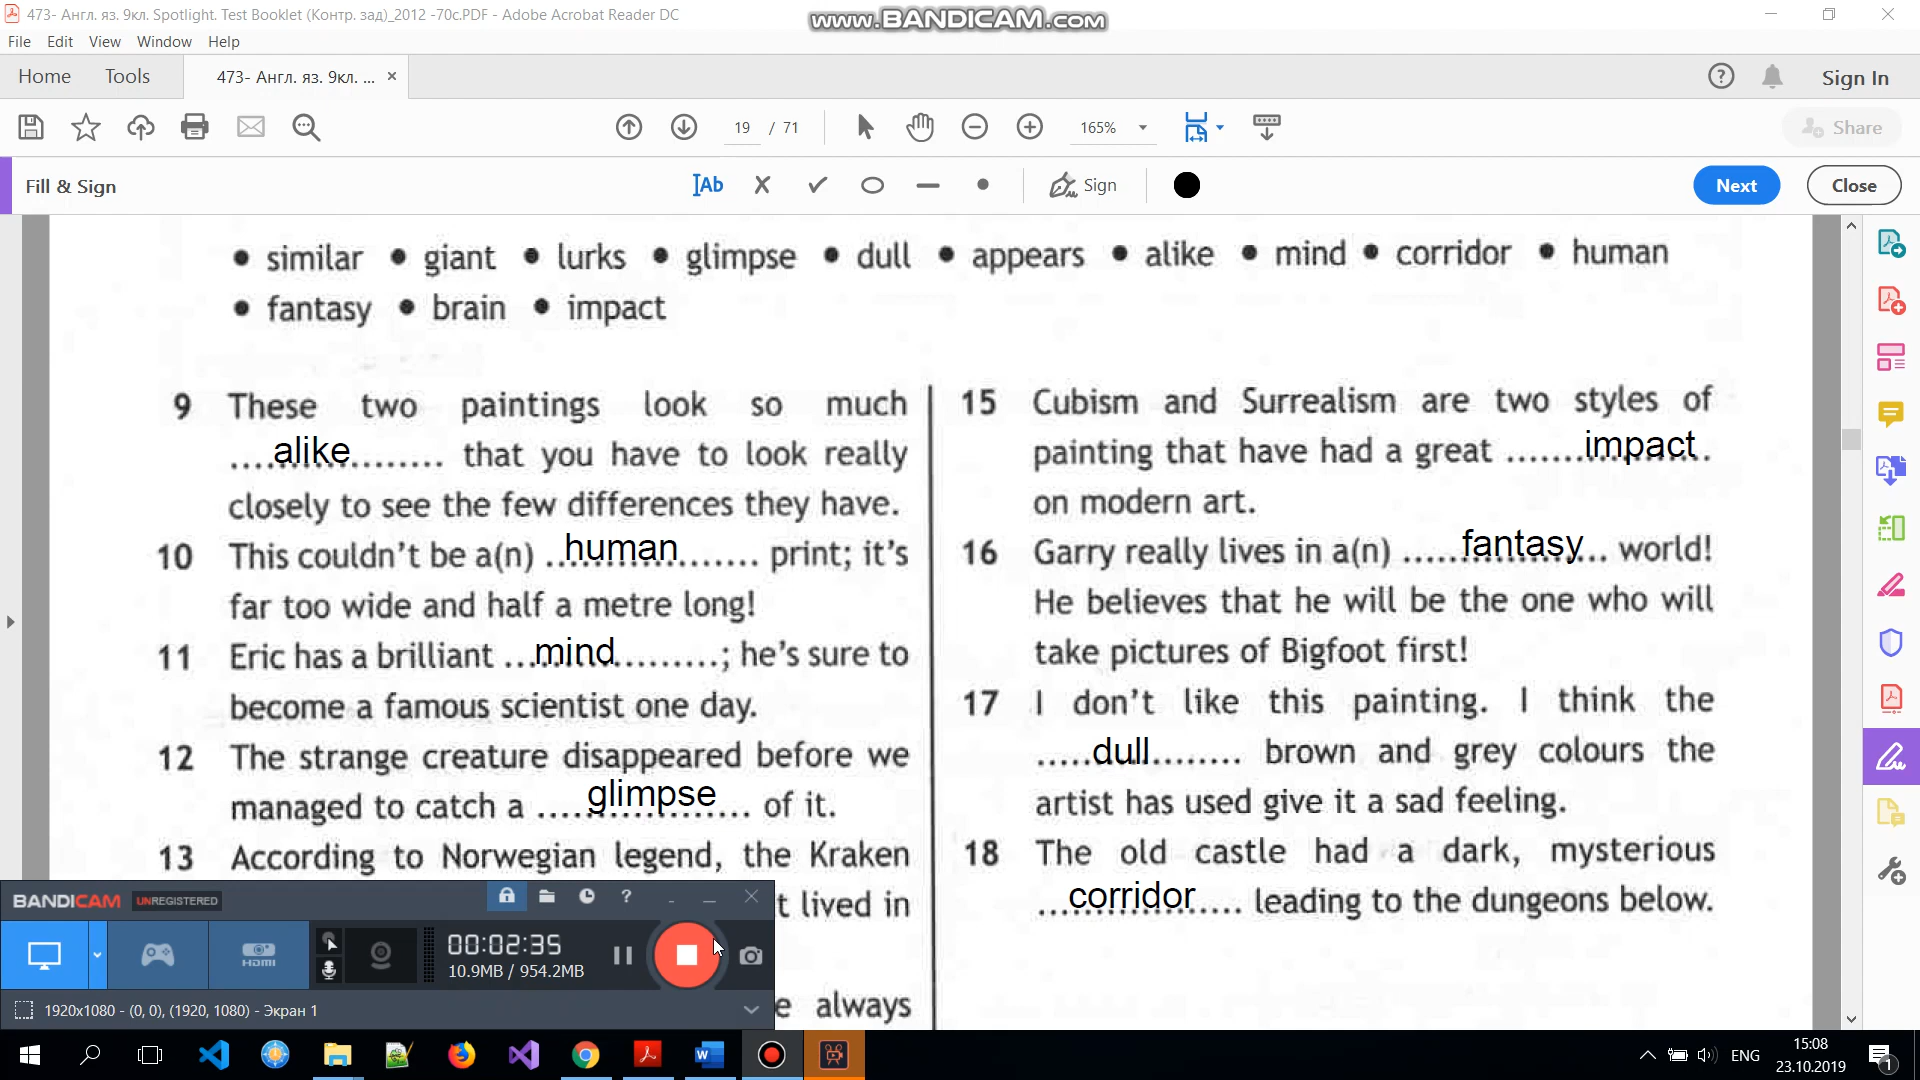 473- Англ. яз. 9кл. Spotlight. Test Booklet (Контр. зад)_2012 -70с.PDF - Adobe Acrobat Reader DC
www.BANDICAM.com
File Edit View Window Help
Home Tools 473- Англ. яз. 9кл. ... × Sign In
19 / 71 165% Share
Fill & Sign Ab Sign Next Close
• similar • giant • lurks • glimpse • dull • appears • alike • mind • corridor • human
• fantasy • brain • impact
9 These two paintings look so much
alike that you have to look really
closely to see the few differences they have.
10 This couldn't be a(n) human print; it's
far too wide and half a metre long!
11 Eric has a brilliant mind; he's sure to
become a famous scientist one day.
12 The strange creature disappeared before we
managed to catch a glimpse of it.
13 According to Norwegian legend, the Kraken
t lived in
e always
15 Cubism and Surrealism are two styles of
painting that have had a great impact
on modern art.
16 Garry really lives in a(n) fantasy world!
He believes that he will be the one who will
take pictures of Bigfoot first!
17 I don't like this painting. I think the
dull brown and grey colours the
artist has used give it a sad feeling.
18 The old castle had a dark, mysterious
corridor leading to the dungeons below.
BANDICAM UNREGISTERED
HDMI
00:02:35
10.9MB / 954.2MB
1920x1080 - (0, 0), (1920, 1080) - Экран 1
ENG
15:08
23.10.2019
1